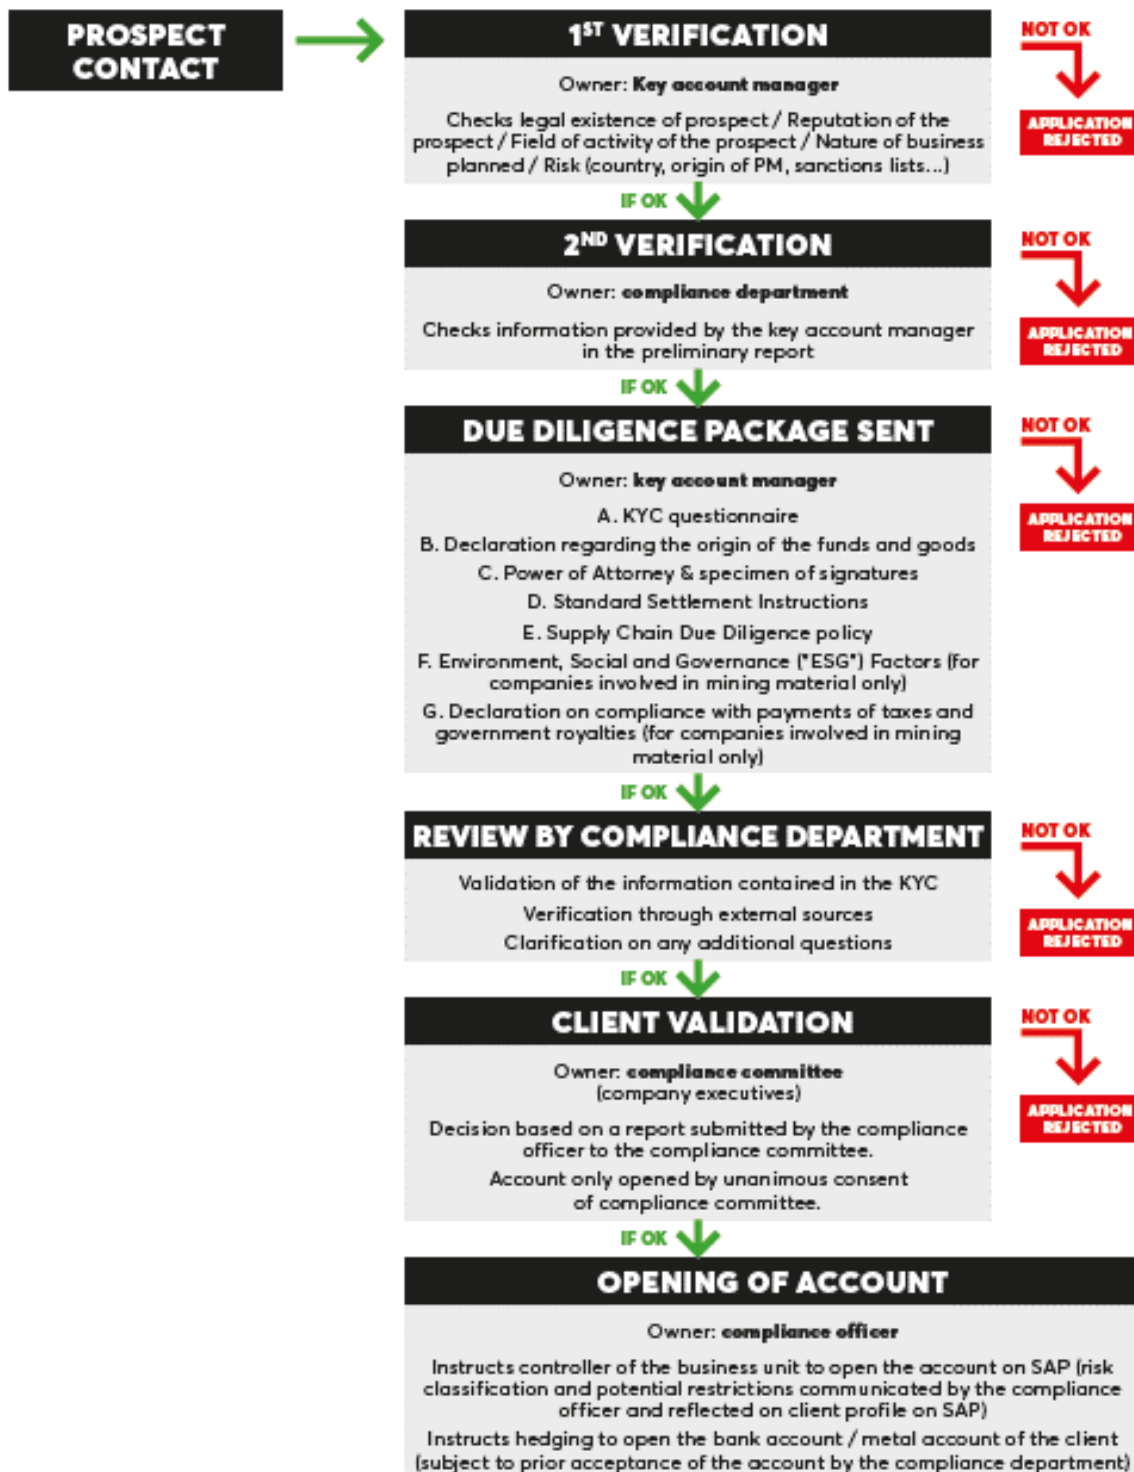 PROSPECT
CONTACT
1ST VERIFICATION
NOT OK
Owner: Key account manager
Checks legal existence of prospect / Reputation of the
prospect / Field of activity of the prospect / Nature of business
planned / Risk (country, origin of PM, sanctions lists...)
APPLICATION
REJECTED
IF OK
2ND VERIFICATION
NOT OK
Owner: compliance department
Checks information provided by the key account manager
in the preliminary report
APPLICATION
REJECTED
IF OK
DUE DILIGENCE PACKAGE SENT
NOT OK
Owner: key account manager
A. KYC questionnaire
APPLICATION
REJECTED
B. Declaration regarding the origin of the funds and goods
C. Power of Attorney & specimen of signatures
D. Standard Settlement Instructions
E. Supply Chain Due Diligence policy
F. Environment, Social and Governance ("ESG") Factors (for
companies involved in mining material only)
G. Declaration on compliance with payments of taxes and
government royalties (for companies involved in mining
material only)
IF OK
REVIEW BY COMPLIANCE DEPARTMENT
NOT OK
Validation of the information contained in the KYC
Verification through external sources
Clarification on any additional questions
APPLICATION
REJECTED
IF OK
CLIENT VALIDATION
NOT OK
Owner: compliance committee
(company executives)
Decision based on a report submitted by the compliance
officer to the compliance committee.
APPLICATION
REJECTED
Account only opened by unanimous consent
of compliance committee.
IF OK
OPENING OF ACCOUNT
Owner: compliance officer
Instructs controller of the business unit to open the account on SAP (risk
classification and potential restrictions communicated by the compliance
officer and reflected on client profile on SAP)
Instructs hedging to open the bank account / metal account of the client
(subject to prior acceptance of the account by the compliance department)